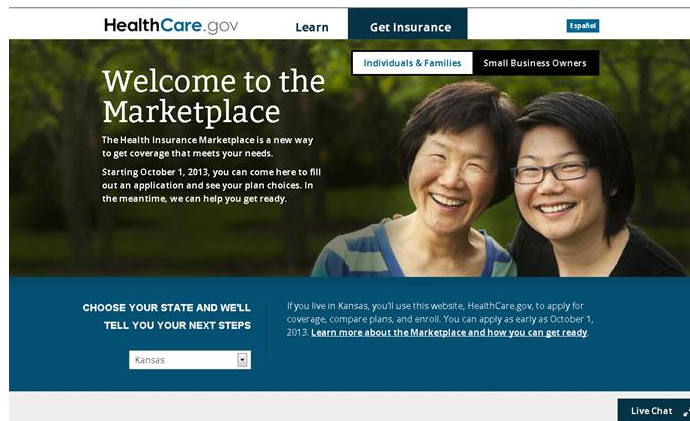 HealthCare.gov
Learn
Get Insurance
Español
Individuals & Families
Small Business Owners
Welcome to the
Marketplace
The Health Insurance Marketplace is a new way
to get coverage that meets your needs.
Starting October 1, 2013, you can come here to fill
out an application and see your plan choices. In
the meantime, we can help you get ready.
CHOOSE YOUR STATE AND WE'LL
TELL YOU YOUR NEXT STEPS
Kansas
If you live in Kansas, you'll use this website, HealthCare.gov, to apply for
coverage, compare plans, and enroll. You can apply as early as October 1,
2013. Learn more about the Marketplace and how you can get ready.
Live Chat